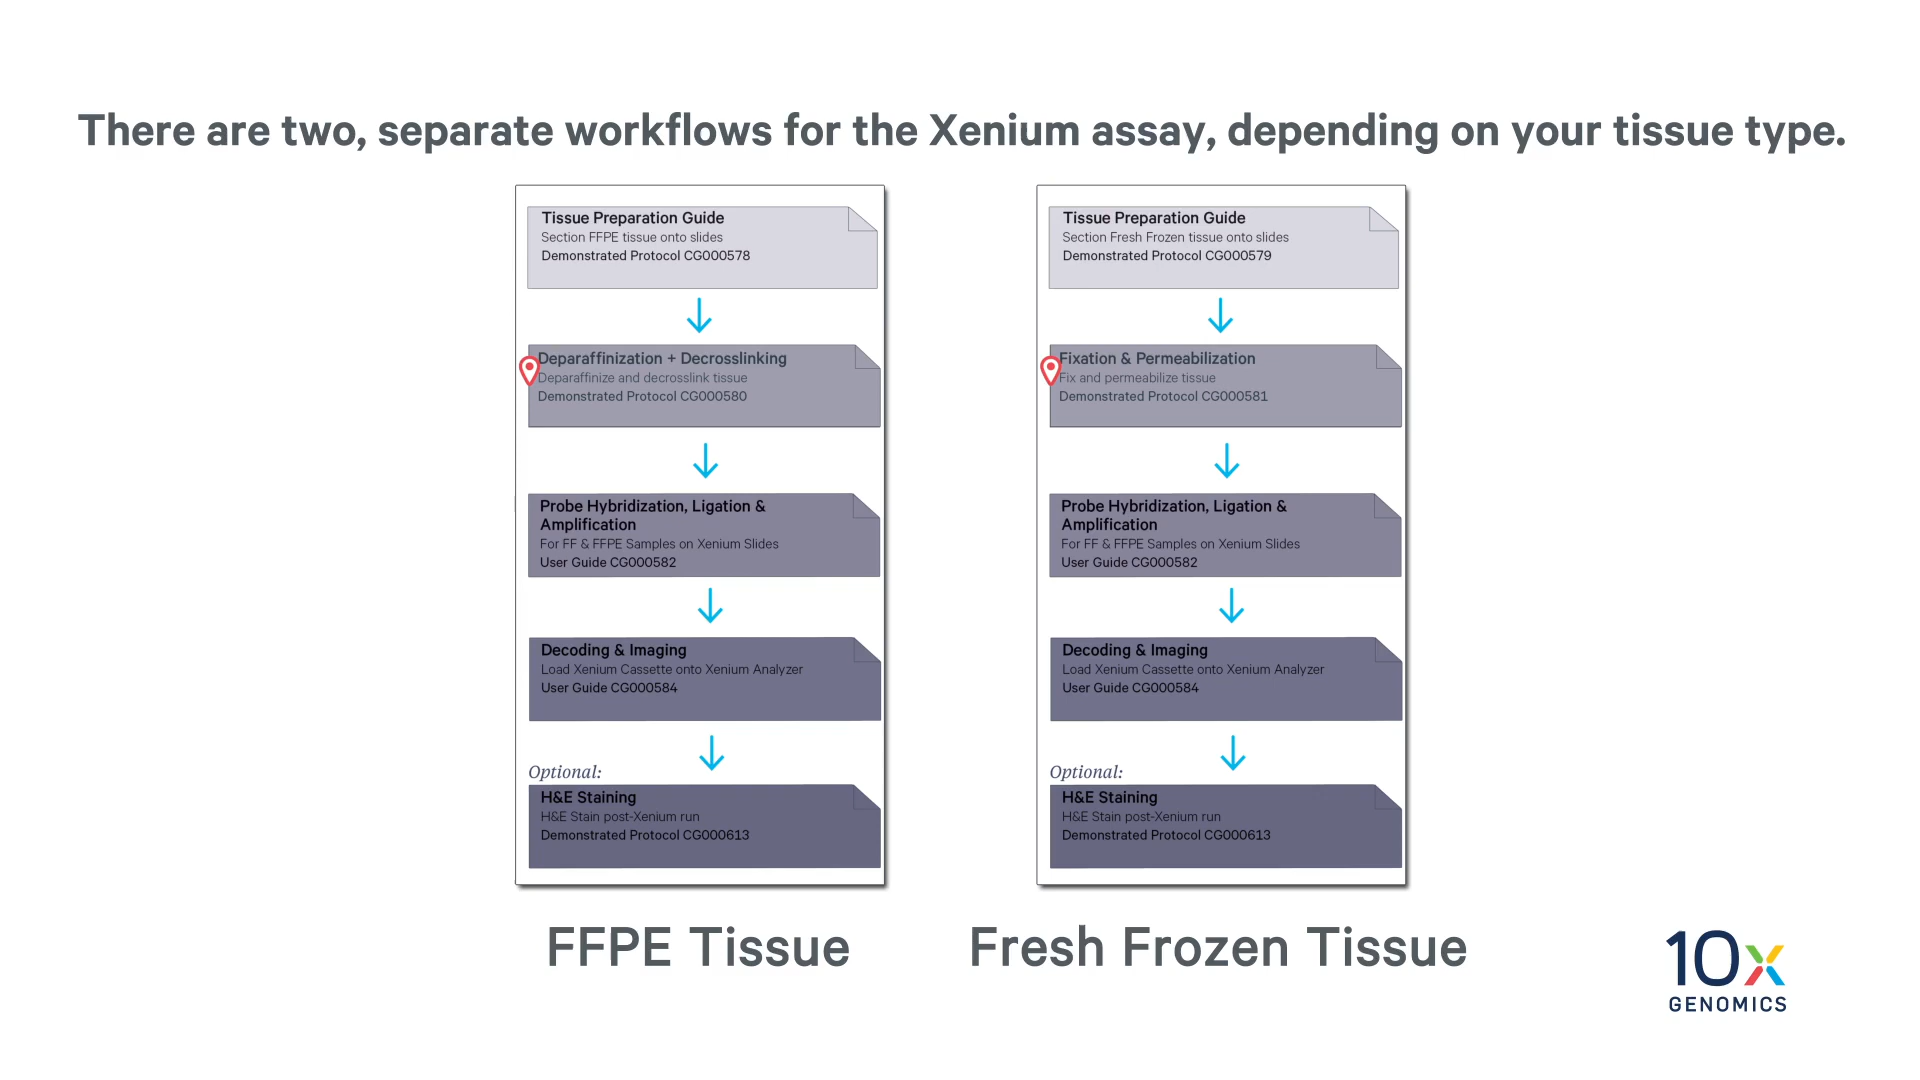 There are two, separate workflows for the Xenium assay, depending on your tissue type.
Tissue Preparation Guide
Section FFPE tissue onto slides
Demonstrated Protocol CG000578
Deparaffinization + Decrosslinking
Deparaffinize and decrosslink tissue
Demonstrated Protocol CG000580
Probe Hybridization, Ligation &
Amplification
For FF & FFPE Samples on Xenium Slides
User Guide CG000582
Decoding & Imaging
Load Xenium Cassette onto Xenium Analyzer
User Guide CG000584
Optional:
H&E Staining
H&E Stain post-Xenium run
Demonstrated Protocol CG000613
FFPE Tissue
Tissue Preparation Guide
Section Fresh Frozen tissue onto slides
Demonstrated Protocol CG000579
Fixation & Permeabilization
Fix and permeabilize tissue
Demonstrated Protocol CG000581
Probe Hybridization, Ligation &
Amplification
For FF & FFPE Samples on Xenium Slides
User Guide CG000582
Decoding & Imaging
Load Xenium Cassette onto Xenium Analyzer
User Guide CG000584
Optional:
H&E Staining
H&E Stain post-Xenium run
Demonstrated Protocol CG000613
Fresh Frozen Tissue
10x
GENOMICS